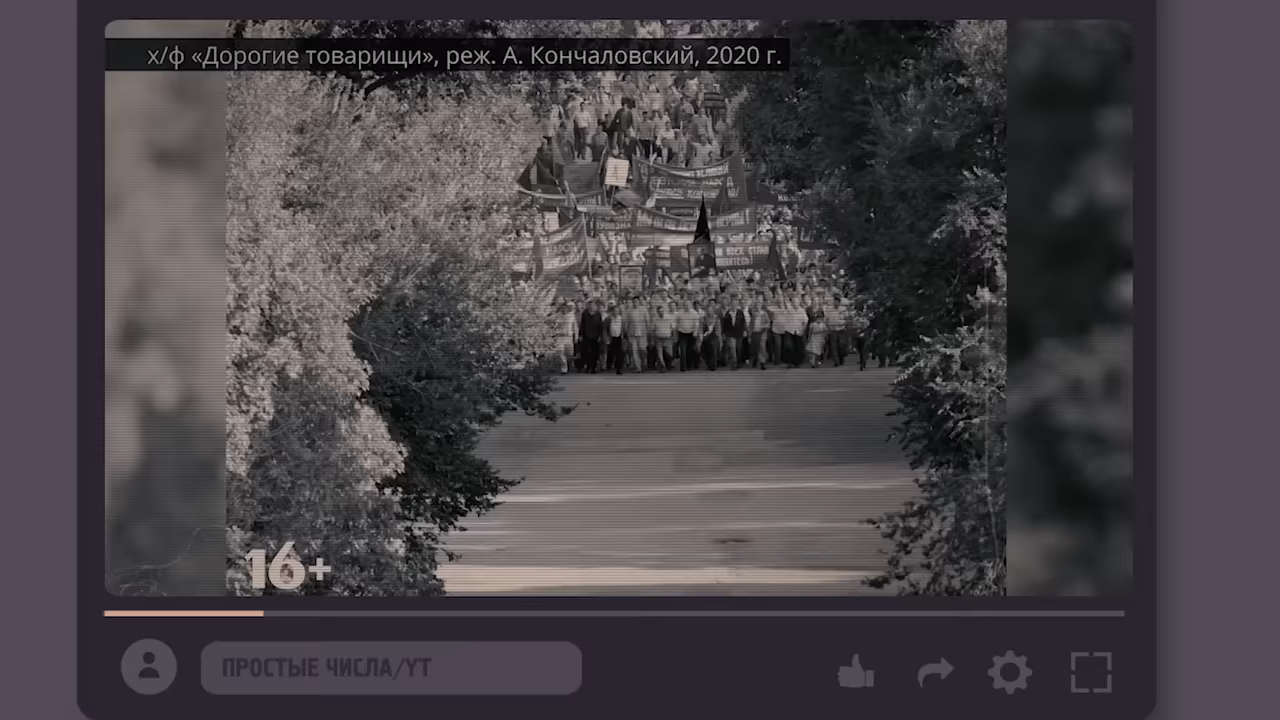 х/ф «Дорогие товарищи», реж. А. Кончаловский, 2020 г.
16+
ПРОСТЫЕ ЧИСЛА/YT